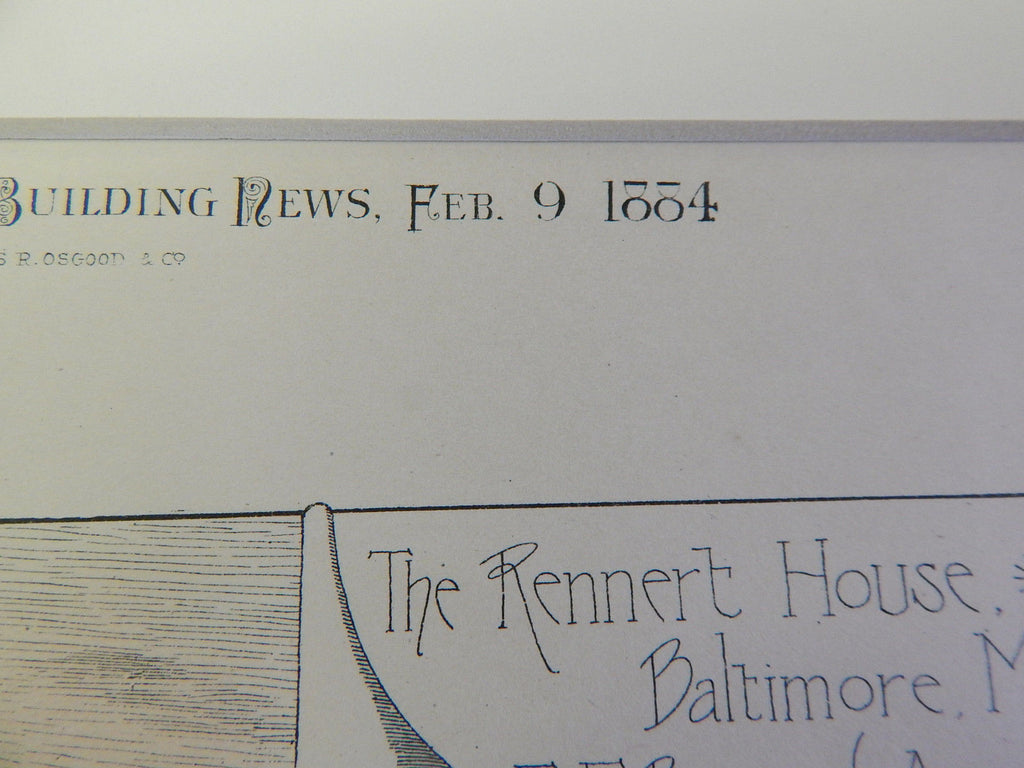 BUILDING NEWS, FEB. 9 1884
S R. OSGOOD & CO
The Rennert House.
Baltimore. M